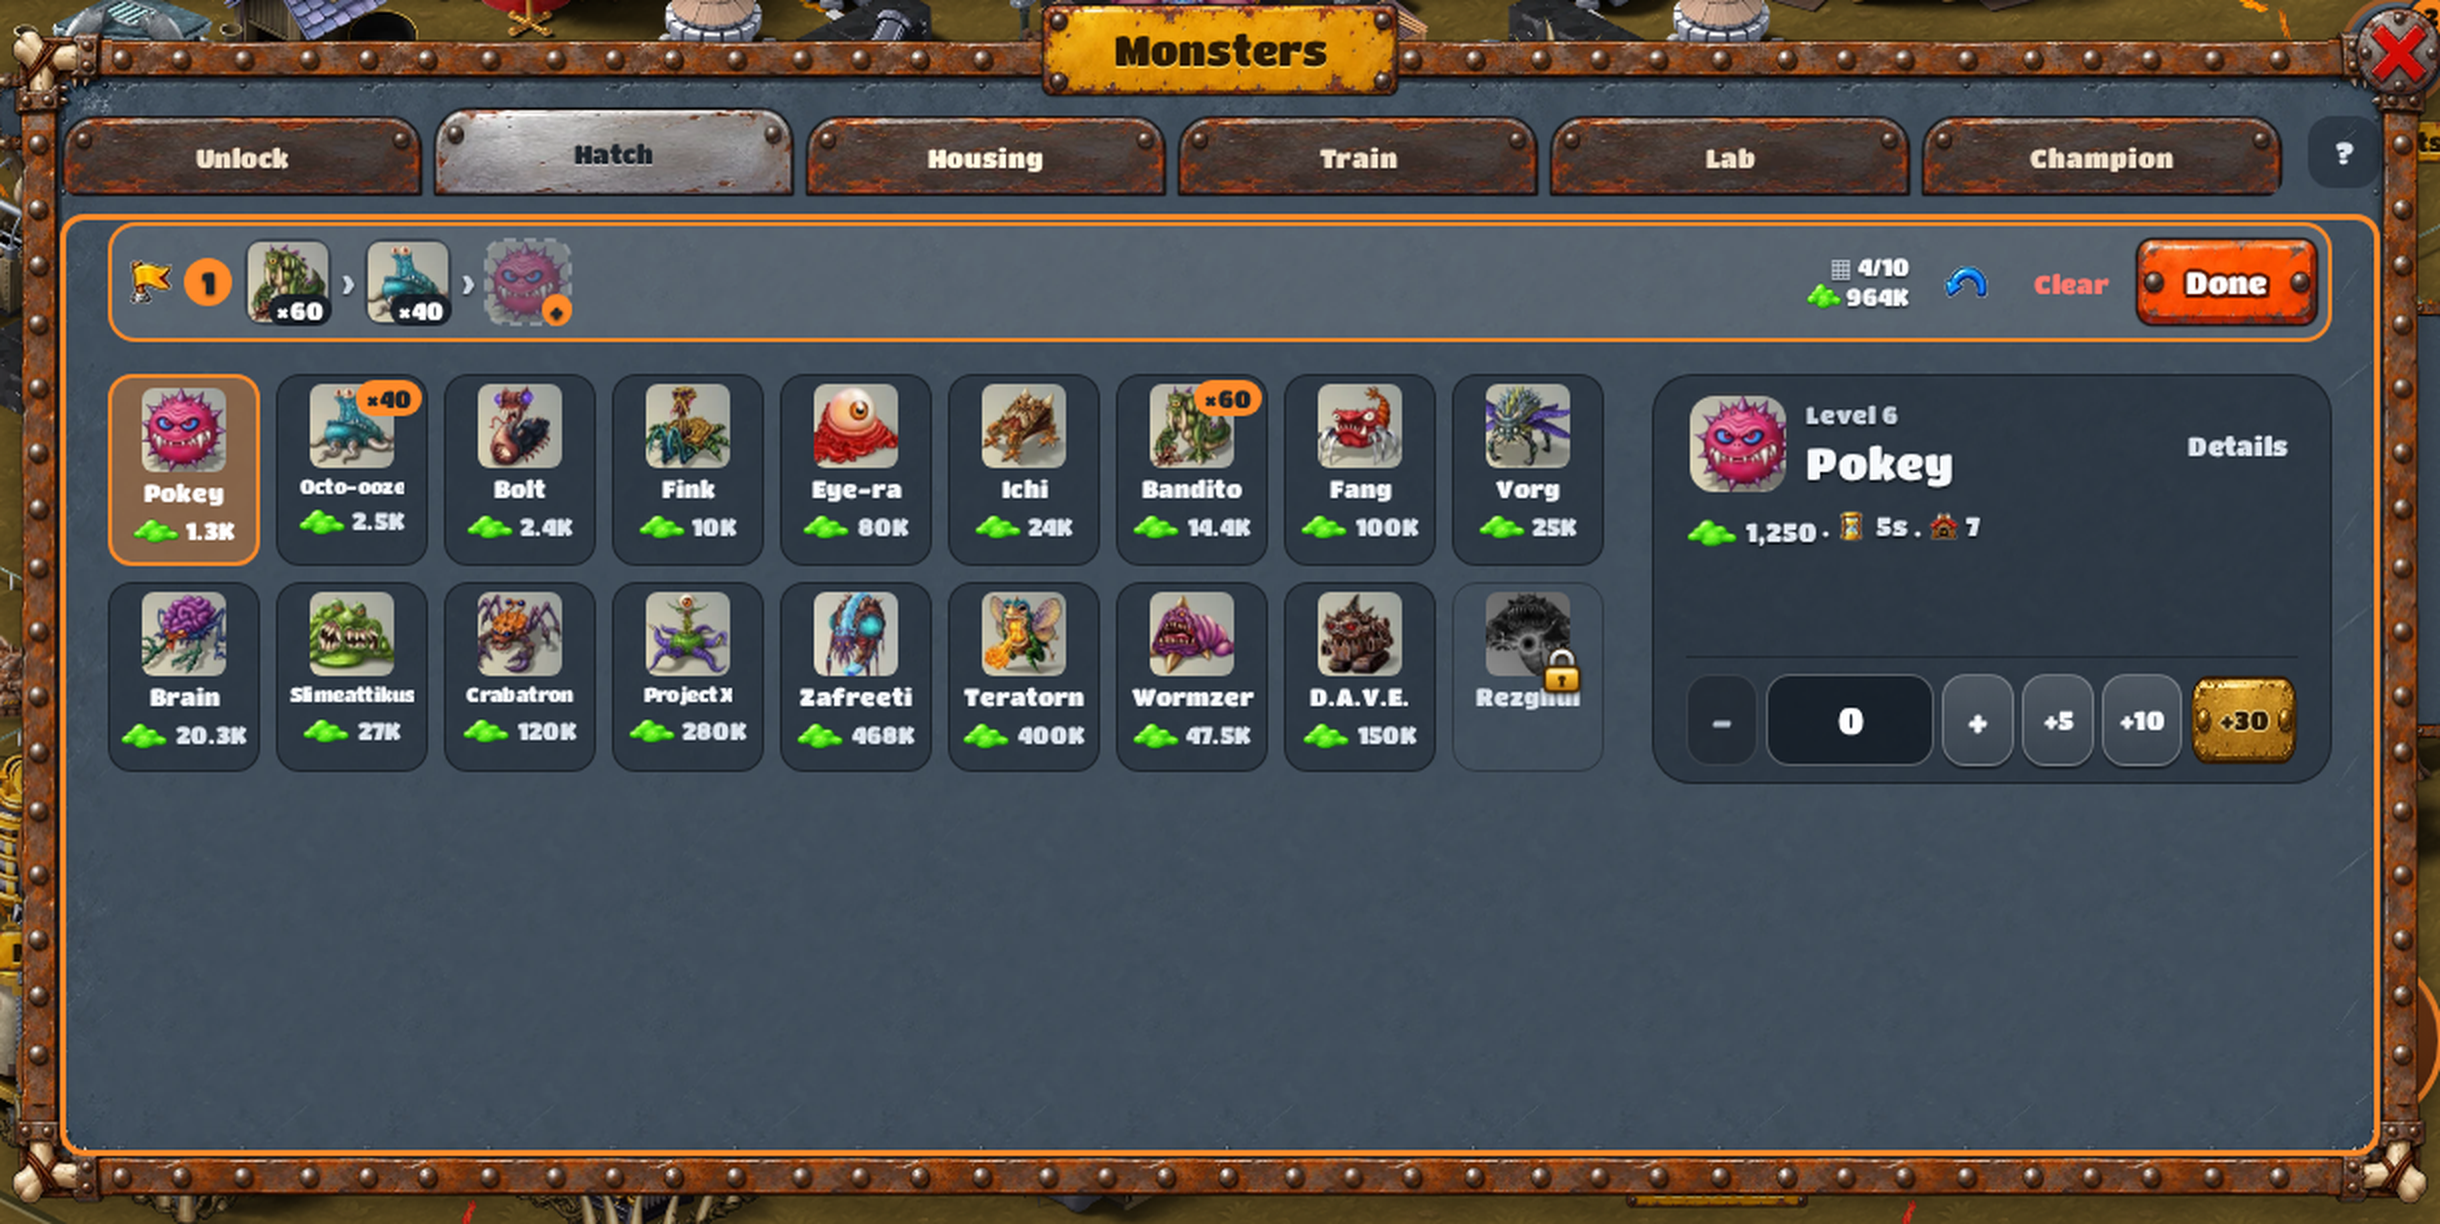 Monsters
Unlock
Hatch
Housing
Train
Lab
Champion
?
1
×60
×40
+
4/10
964K
Clear
Done
Pokey
1.3K
×40
Octo-ooze
2.5K
Bolt
2.4K
Fink
10K
Eye-ra
80K
Ichi
24K
×60
Bandito
14.4K
Fang
100K
Vorg
25K
Brain
20.3K
Slimeattikus
27K
Crabatron
120K
Project X
280K
Zafreeti
468K
Teratorn
400K
Wormzer
47.5K
D.A.V.E.
150K
Rezghul
Level 6
Pokey
Details
1,250 · 5s · 7
-
0
+
+5
+10
+30